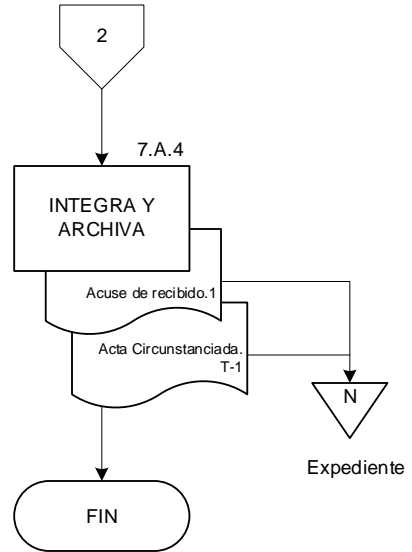 2
7.A.4
INTEGRA Y
ARCHIVA
Acuse de recibido.1
Acta Circunstanciada.
T-1
N
Expediente
FIN